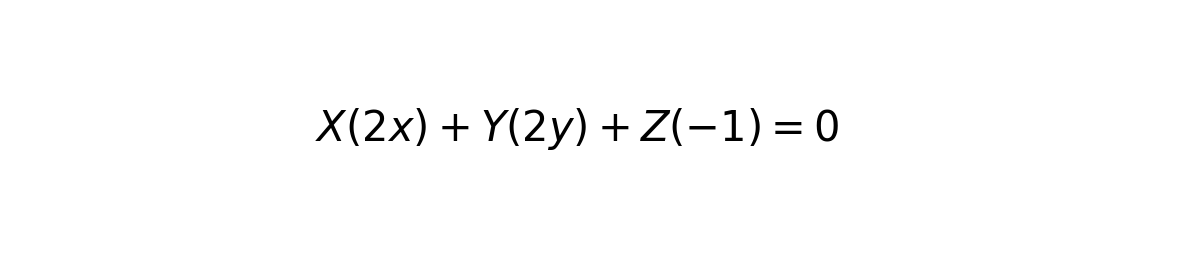 X(2x) + Y(2y) + Z(−1) = 0